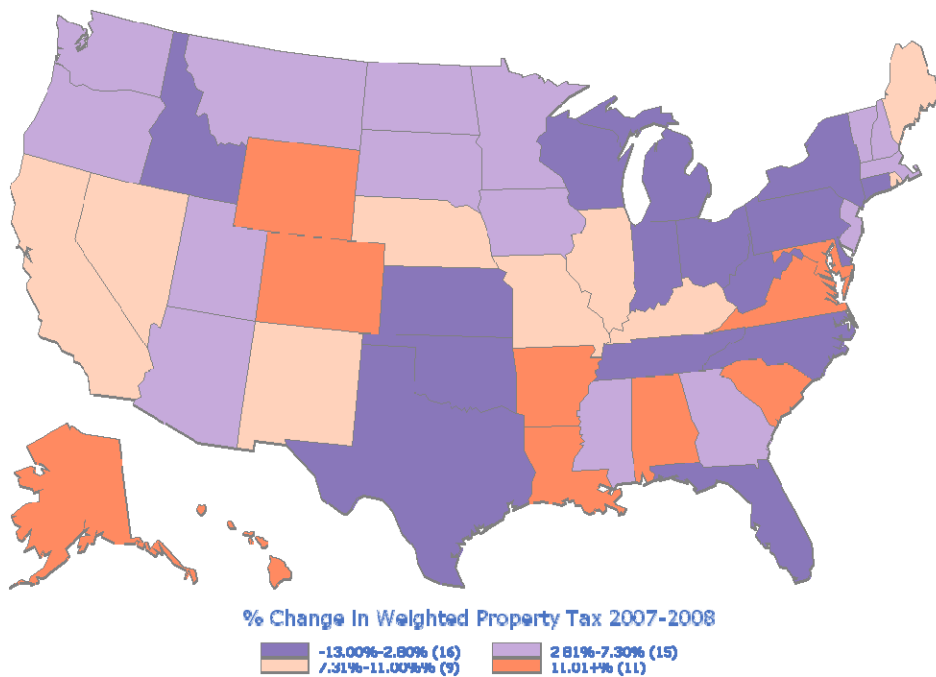 % Change in Weighted Property Tax 2007-2008
-13.00%-2.80% (16) 2.81%-7.30% (15)
7.31%-11.00%% (9) 11.01+% (11)